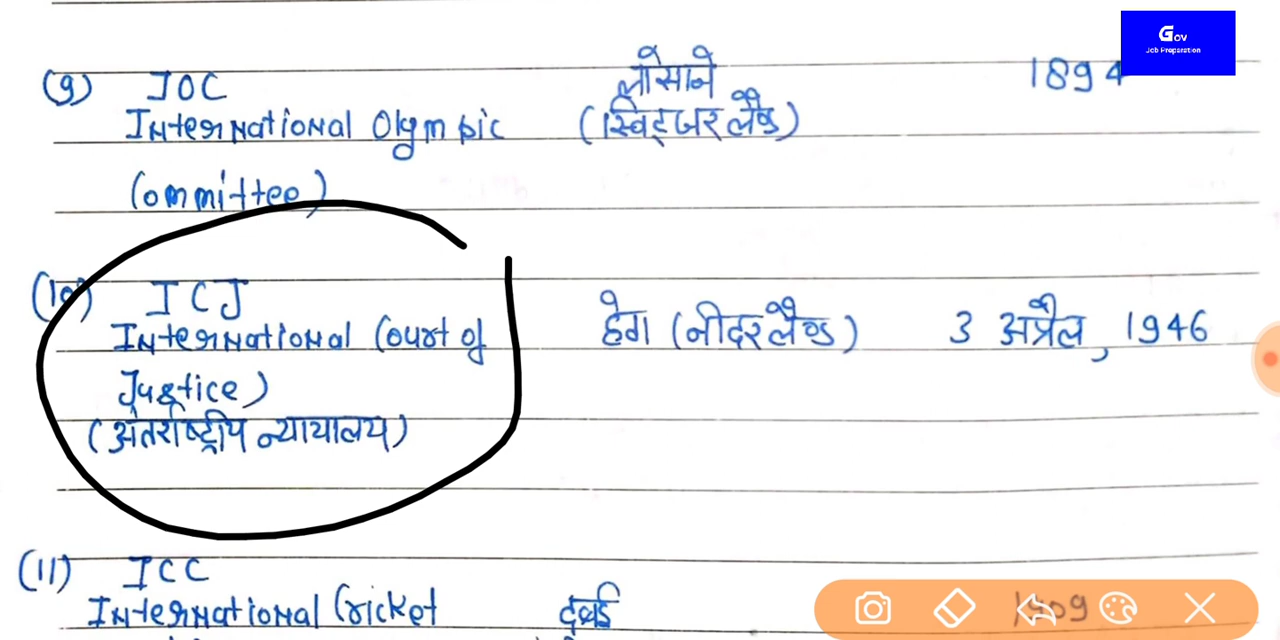 Gov
Job Preparation
(9) IOC लोसाने 1894
International Olympic (स्विट्जरलैण्ड)
Committee)
(10) ICJ
International Court of हेग (नीदरलैण्ड) 3 अप्रैल, 1946
Justice)
(अंतर्राष्ट्रीय न्यायालय)
(11) ICC
International Cricket दुबई 1909